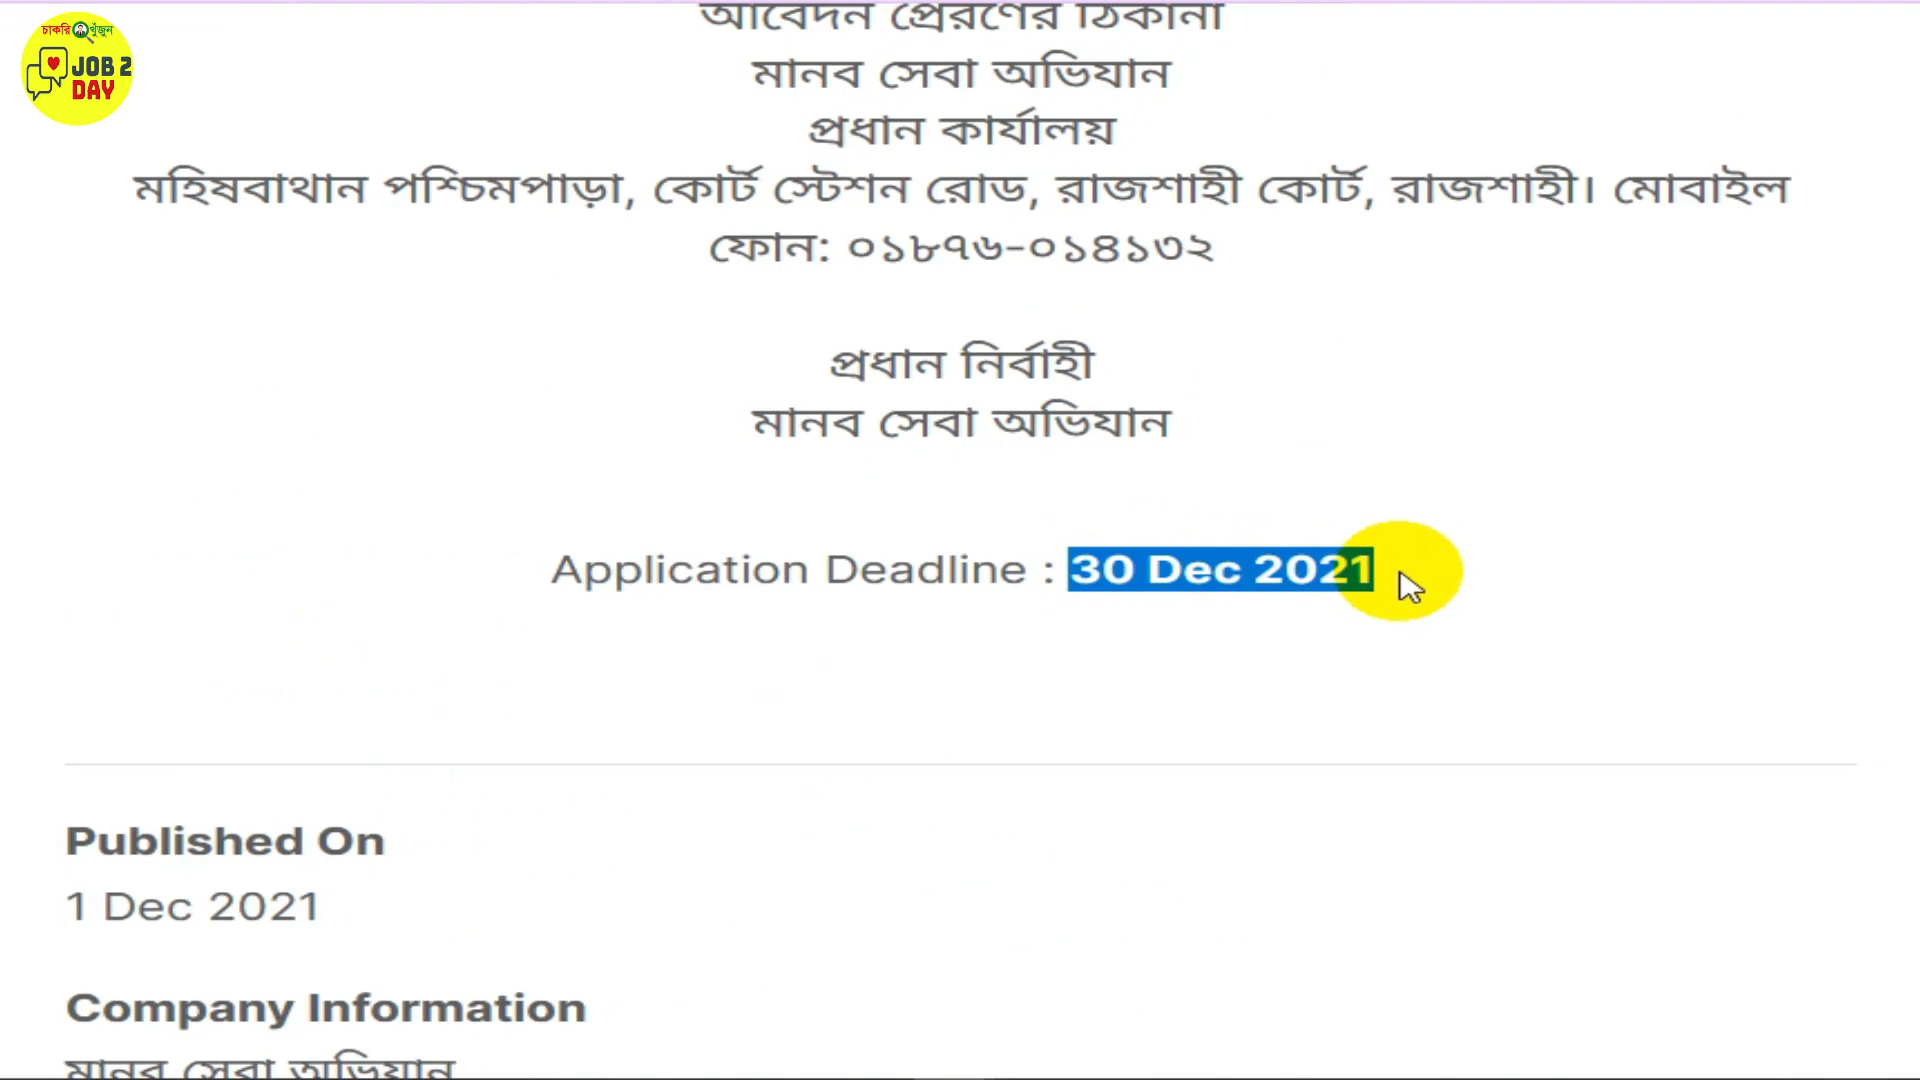 চাকরি খুঁজুন
JOB 2
DAY
আবেদন প্রেরণের ঠিকানা
মানব সেবা অভিযান
প্রধান কার্যালয়
মহিষবাথান পশ্চিমপাড়া, কোর্ট স্টেশন রোড, রাজশাহী কোর্ট, রাজশাহী। মোবাইল
ফোন: ০১৮৭৬-০১৪১৩২
প্রধান নির্বাহী
মানব সেবা অভিযান
Application Deadline : 30 Dec 2021
Published On
1 Dec 2021
Company Information
মানব সেবা অভিযান